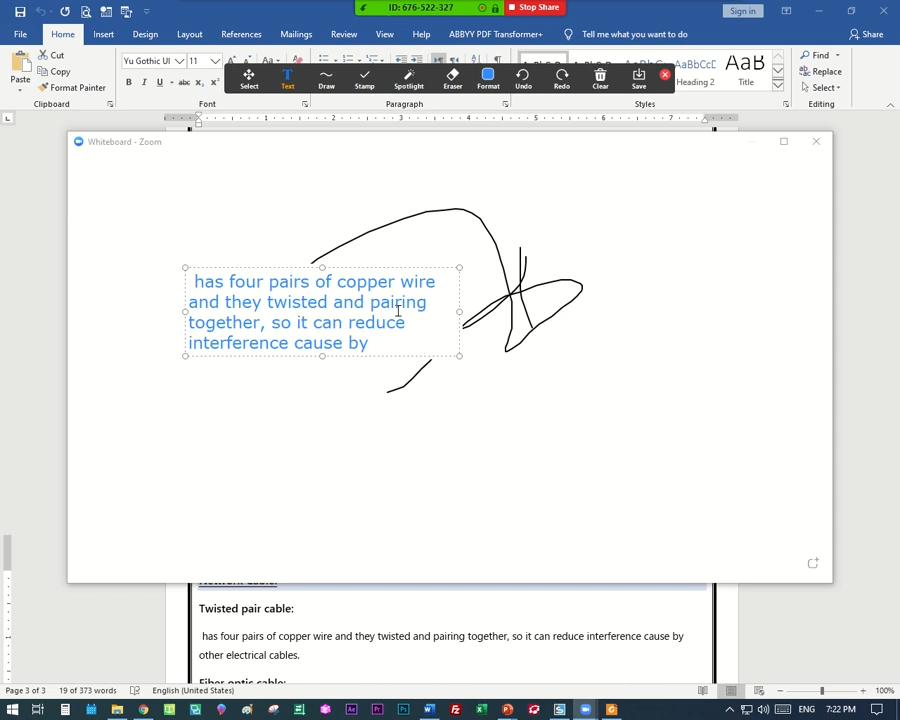 ID: 676-522-327
Stop Share
Sign in
File
Home
Insert
Design
Layout
References
Mailings
Review
View
Help
ABBYY PDF Transformer+
Tell me what you want to do
Share
Paste
Cut
Copy
Format Painter
Yu Gothic UI
11
Select
Text
Draw
Stamp
Spotlight
Eraser
Format
Undo
Redo
Clear
Save
Heading 2
AaB
Title
Find
Replace
Select
Clipboard
Font
Paragraph
Styles
Editing
Whiteboard - Zoom
has four pairs of copper wire
and they twisted and pairing
together, so it can reduce
interference cause by
Network Cable:
Twisted pair cable:
has four pairs of copper wire and they twisted and pairing together, so it can reduce interference cause by
other electrical cables.
Fiber optic cable:
Page 3 of 3
19 of 373 words
English (United States)
100%
ENG
7:22 PM